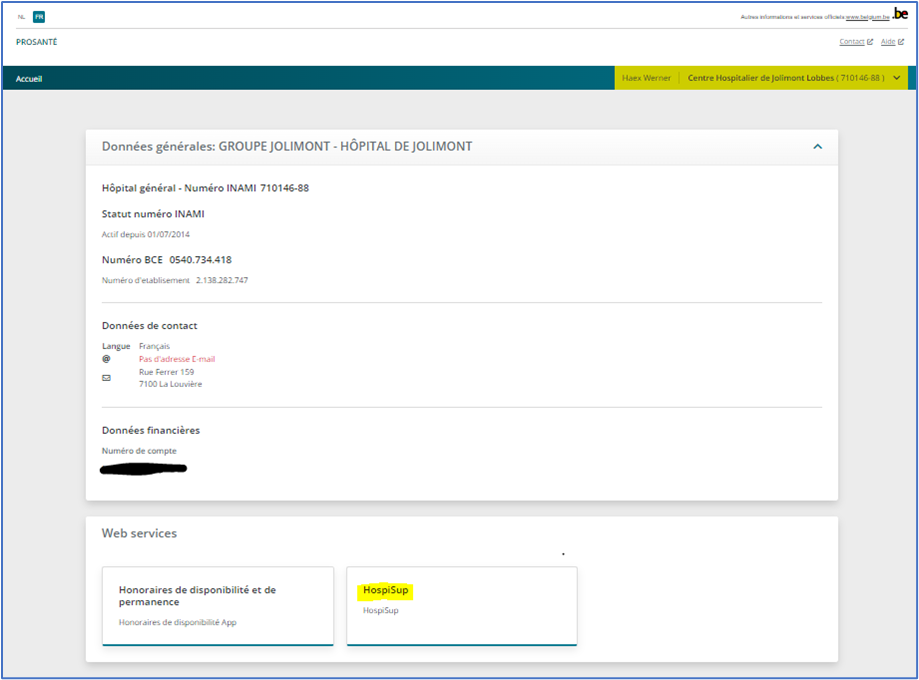 NL FR
Autres informations et services officiels www.belgium.be .be
PROSANTÉ
Contact Aide
Accueil
Haex Werner Centre Hospitalier de Jolimont Lobbes ( 710146-88 )
Données générales: GROUPE JOLIMONT - HÔPITAL DE JOLIMONT
Hôpital général - Numéro INAMI 710146-88
Statut numéro INAMI
Actif depuis 01/07/2014
Numéro BCE 0540.734.418
Numéro d'etablisement 2.138.282.747
Données de contact
Langue Français
@ Pas d'adresse E-mail
Rue Ferrer 159
7100 La Louvière
Données financières
Numéro de compte
Web services
Honoraires de disponibilité et de
permanence
Honoraires de disponibilité App
HospiSup
HospiSup